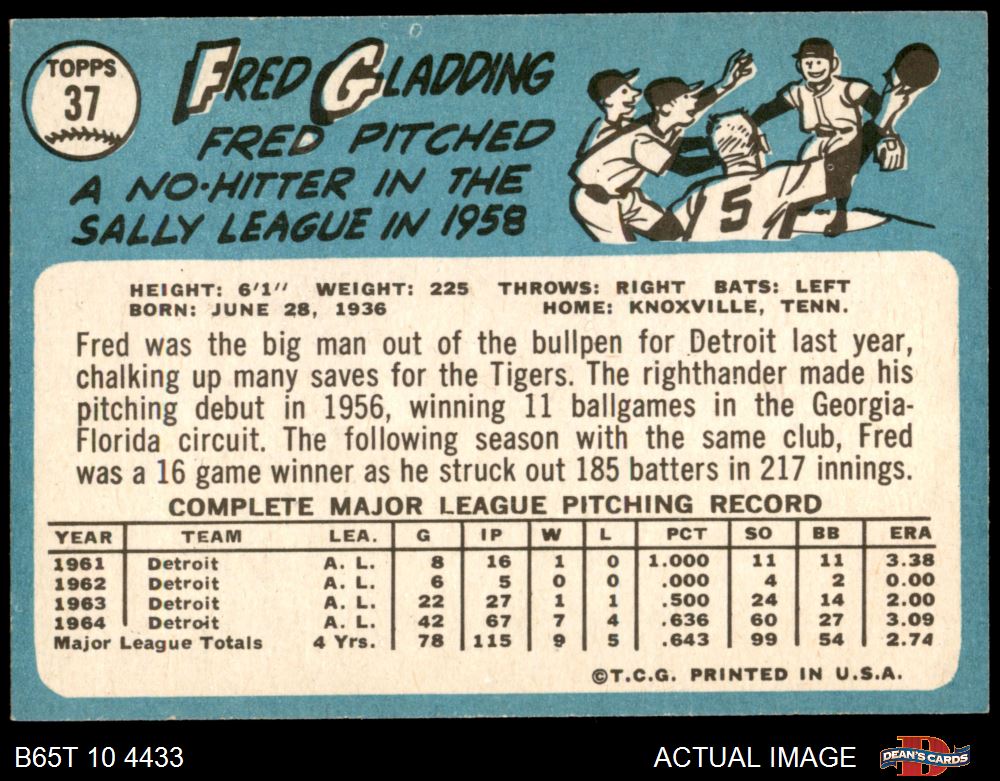 TOPPS
37
FRED GLADDING
FRED PITCHED
A NO-HITTER IN THE
SALLY LEAGUE IN 1958
5
HEIGHT: 6'1" WEIGHT: 225 THROWS: RIGHT BATS: LEFT
BORN: JUNE 28, 1936 HOME: KNOXVILLE, TENN.
Fred was the big man out of the bullpen for Detroit last year,
chalking up many saves for the Tigers. The righthander made his
pitching debut in 1956, winning 11 ballgames in the Georgia-
Florida circuit. The following season with the same club, Fred
was a 16 game winner as he struck out 185 batters in 217 innings.
COMPLETE MAJOR LEAGUE PITCHING RECORD
YEAR TEAM LEA. G IP W L PCT SO BB ERA
1961 Detroit A. L. 8 16 1 0 1.000 11 11 3.38
1962 Detroit A. L. 6 5 0 0 .000 4 2 0.00
1963 Detroit A. L. 22 27 1 1 .500 24 14 2.00
1964 Detroit A. L. 42 67 7 4 .636 60 27 3.09
Major League Totals 4 Yrs. 78 115 9 5 .643 99 54 2.74
©T.C.G. PRINTED IN U.S.A.
B65T 10 4433 ACTUAL IMAGE DEAN'S CARDS